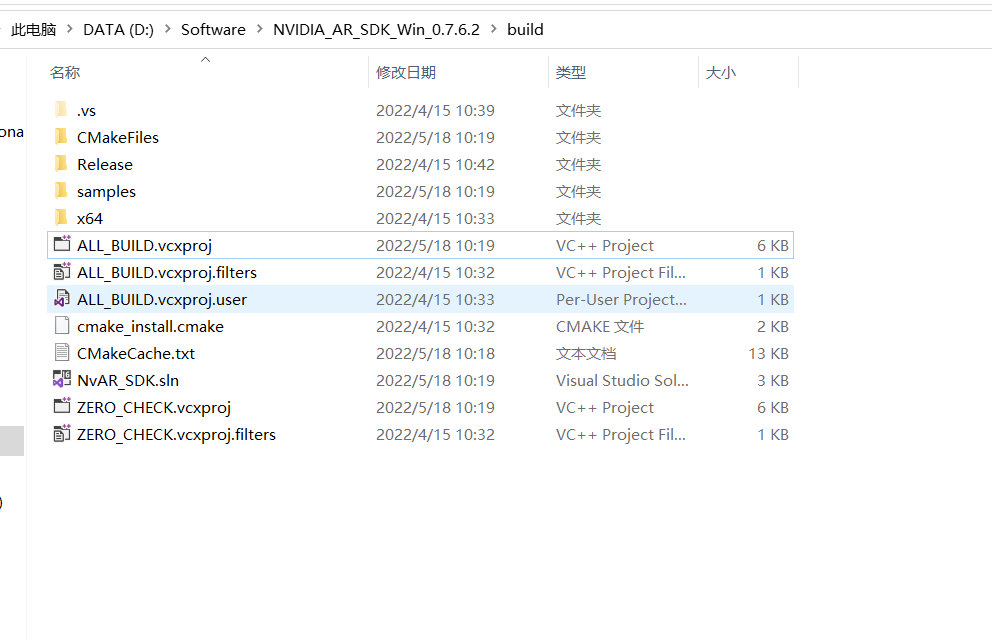 此电脑 > DATA (D:) > Software > NVIDIA_AR_SDK_Win_0.7.6.2 > build
名称 修改日期 类型 大小
.vs 2022/4/15 10:39 文件夹
ona
CMakeFiles 2022/5/18 10:19 文件夹
Release 2022/4/15 10:42 文件夹
samples 2022/5/18 10:19 文件夹
x64 2022/4/15 10:33 文件夹
ALL_BUILD.vcxproj 2022/5/18 10:19 VC++ Project 6 KB
ALL_BUILD.vcxproj.filters 2022/4/15 10:32 VC++ Project Fil... 1 KB
ALL_BUILD.vcxproj.user 2022/4/15 10:33 Per-User Project... 1 KB
cmake_install.cmake 2022/4/15 10:32 CMAKE 文件 2 KB
CMakeCache.txt 2022/5/18 10:18 文本文档 13 KB
NvAR_SDK.sln 2022/5/18 10:19 Visual Studio Sol... 3 KB
ZERO_CHECK.vcxproj 2022/5/18 10:19 VC++ Project 6 KB
ZERO_CHECK.vcxproj.filters 2022/4/15 10:32 VC++ Project Fil... 1 KB
)